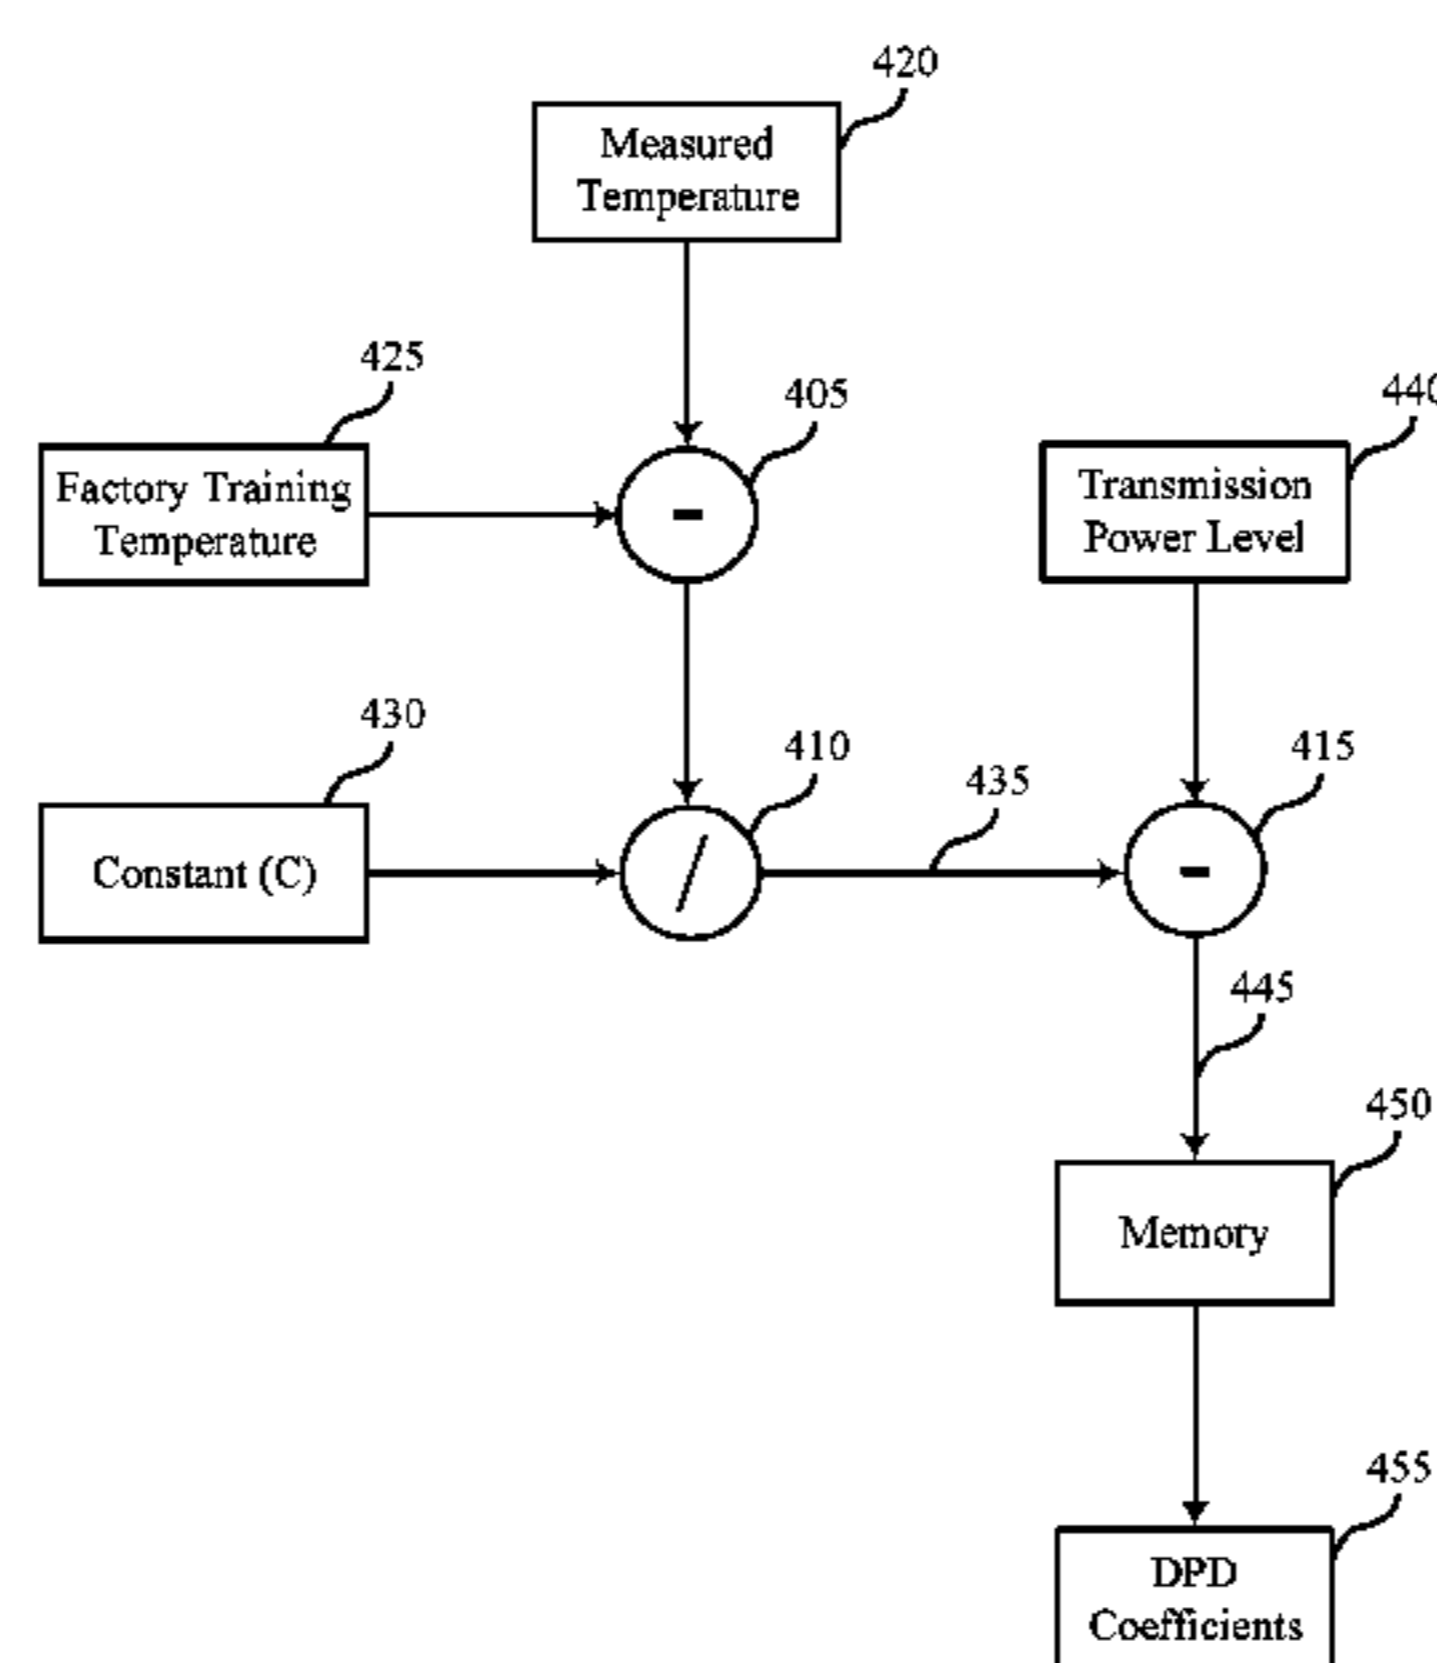 420
Measured
Temperature
425
405
440
Factory Training
Temperature
-
Transmission
Power Level
430
410
435
415
Constant (C)
/
-
445
450
Memory
455
DPD
Coefficients